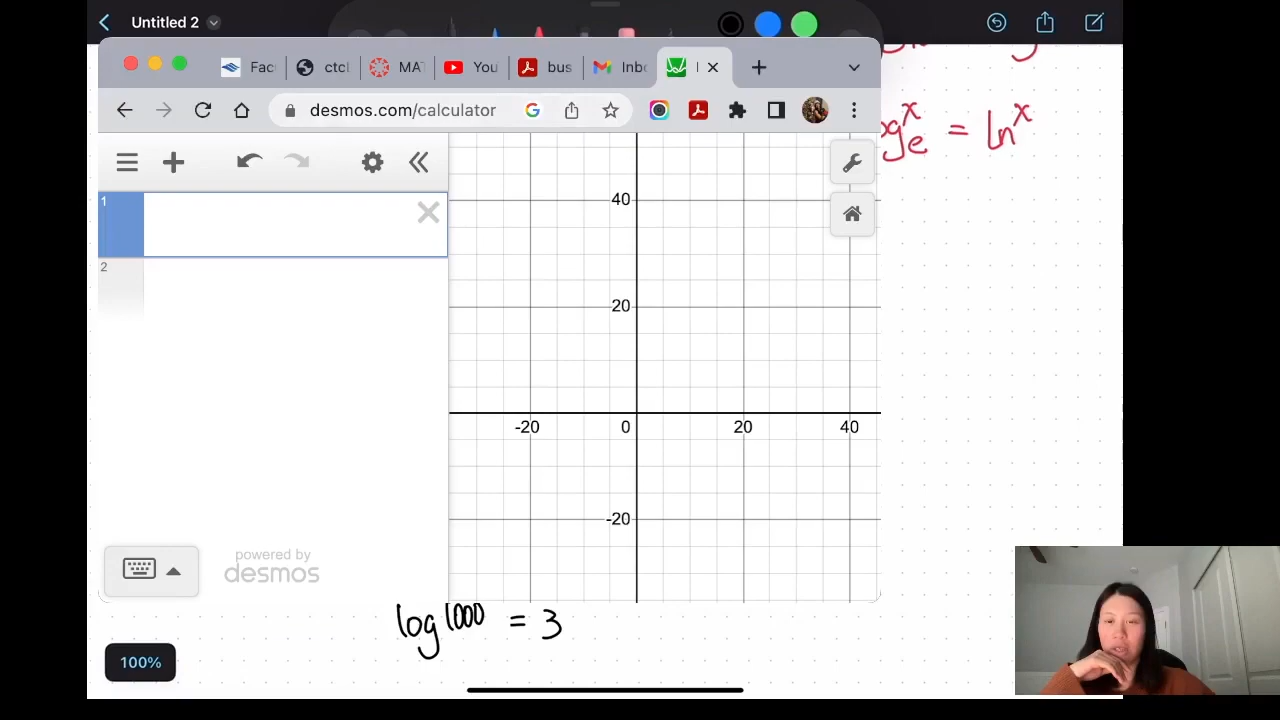 Untitled 2
Fac
ctcl
MA
You
bus
Inb
desmos.com/calculator
og_e^x = ln^x
1
2
40
20
-20
0
20
40
-20
powered by
desmos
log 1000 = 3
100%